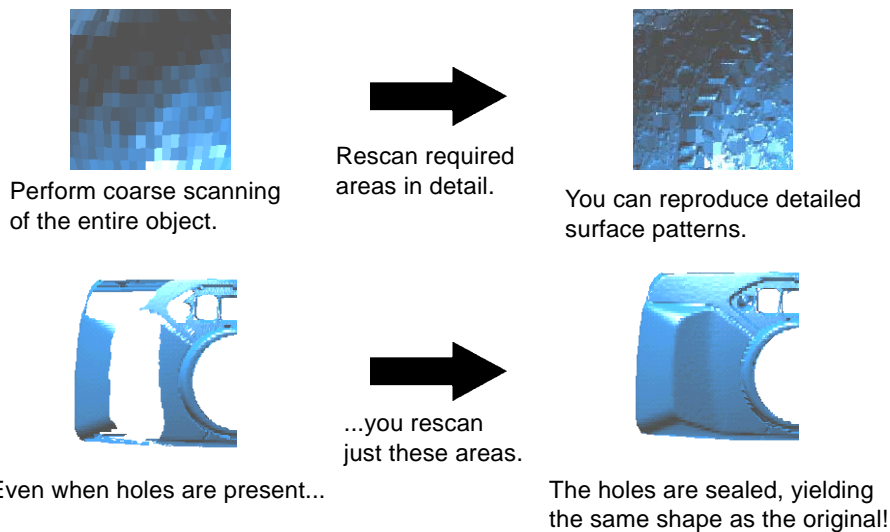 Perform coarse scanning
of the entire object.
Rescan required
areas in detail.
You can reproduce detailed
surface patterns.
Even when holes are present...
...you rescan
just these areas.
The holes are sealed, yielding
the same shape as the original!